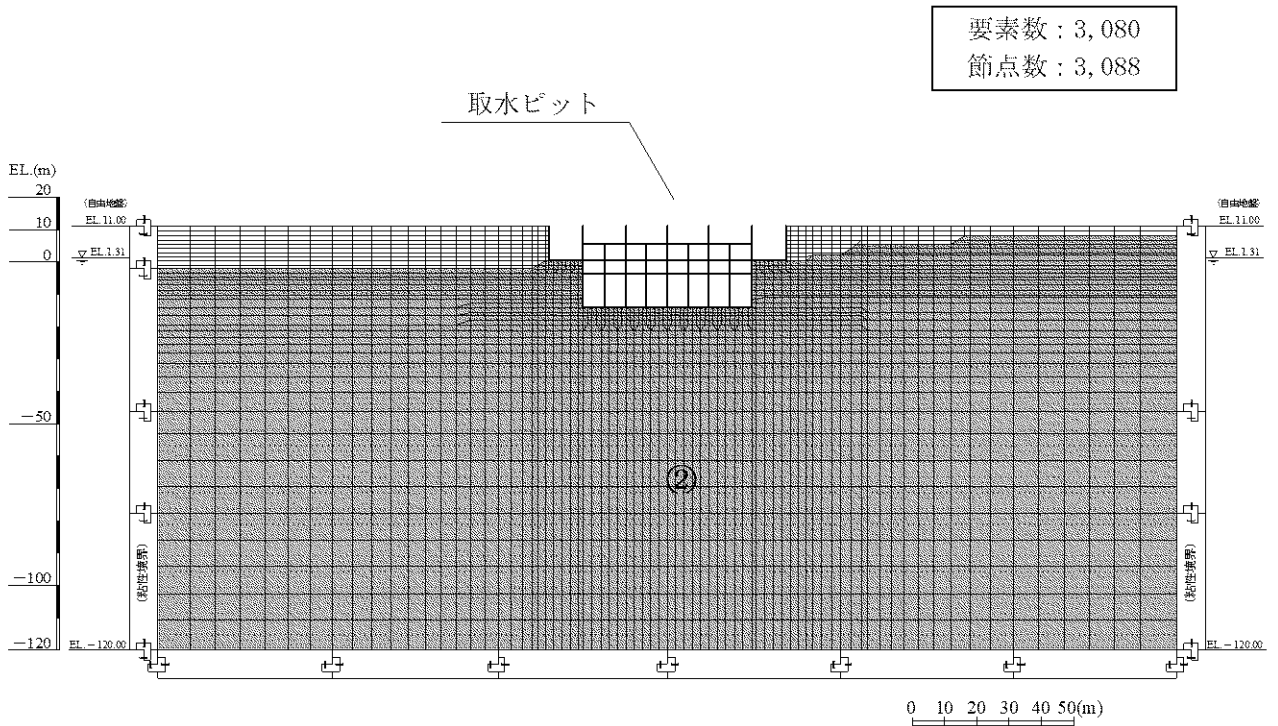 要素数：3,080
節点数：3,088
取水ピット
EL.(m)
20
10
0
−50
−100
−120
(自由地盤)
EL.11.00
▽ EL.1.31
(粘性境界)
EL.−120.00
②
(自由地盤)
EL.11.00
▽ EL.1.31
(粘性境界)
EL.−120.00
0 10 20 30 40 50(m)